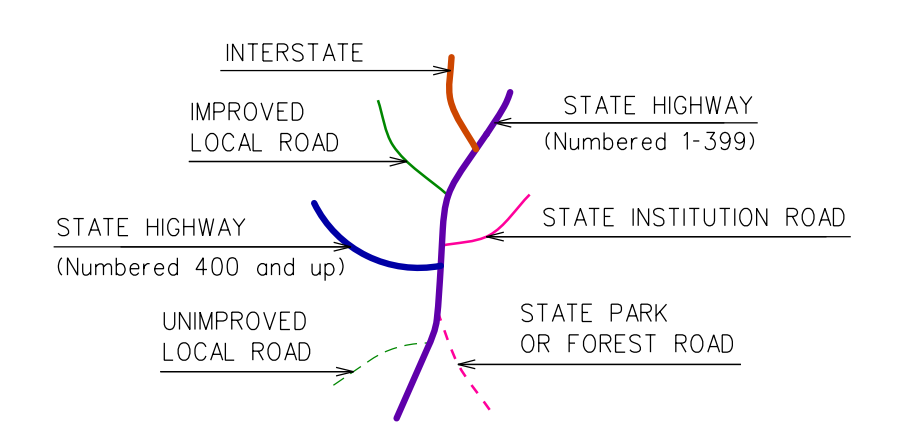 INTERSTATE
IMPROVED
LOCAL ROAD
STATE HIGHWAY
(Numbered 1-399)
STATE HIGHWAY
(Numbered 400 and up)
STATE INSTITUTION ROAD
UNIMPROVED
LOCAL ROAD
STATE PARK
OR FOREST ROAD